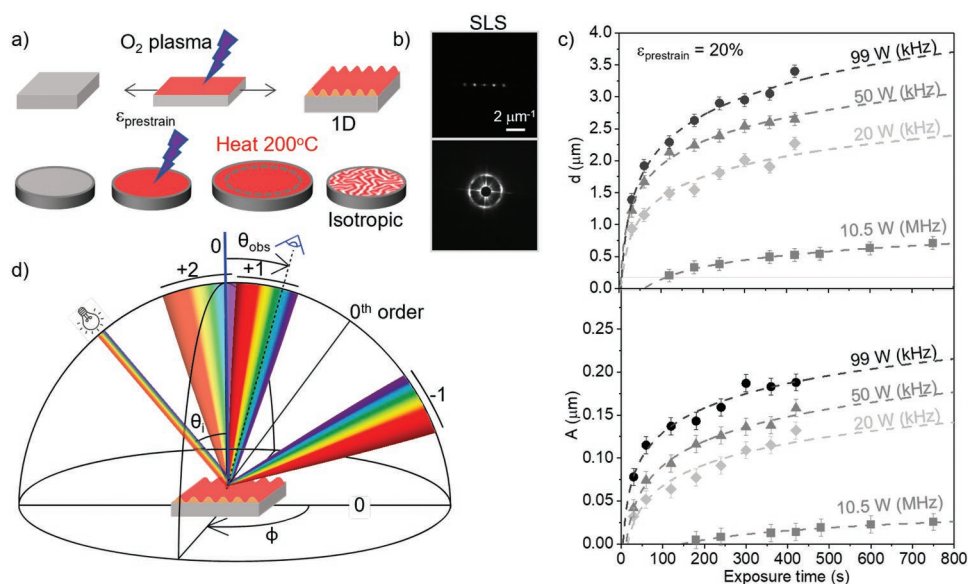 a)
O₂ plasma
εprestrain
1D
Heat 200°C
Isotropic
b)
SLS
2 μm⁻¹
c)
εprestrain = 20%
99 W (kHz)
50 W (kHz)
20 W (kHz)
10.5 W (MHz)
d (μm)
4.0
3.5
3.0
2.5
2.0
1.5
1.0
.5
0.0
99 W (kHz)
50 W (kHz)
20 W (kHz)
10.5 W (MHz)
A (μm)
0.25
0.20
0.15
0.10
0.05
0.00
0 100 200 300 400 500 600 700 800
Exposure time (s)
d)
0
θobs
+2
+1
0th order
-1
θi
0
ϕ